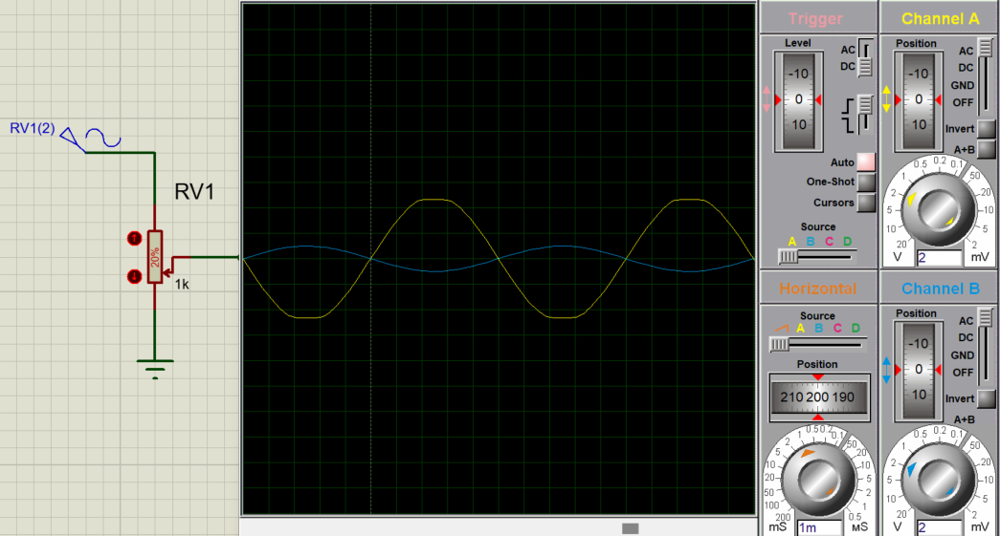 RV1(2)
RV1
20%
1k
Trigger
Level
-10
0
10
AC
DC
Auto
One-Shot
Cursors
Source
A B C D
Channel A
Position
-10
0
10
AC
DC
GND
OFF
Invert
A+B
20 10 5 2 1 0.5 0.2 0.1 50 20 10 5 2
V 2 mV
Horizontal
Source
A B C D
Position
210 200 190
200 100 50 20 10 5 2 1 0.5 0.2 0.1 50 20 10 5 2 1 0.5
mS 1m µS
Channel B
Position
-10
0
10
AC
DC
GND
OFF
Invert
A+B
20 10 5 2 1 0.5 0.2 0.1 50 20 10 5 2
V 2 mV